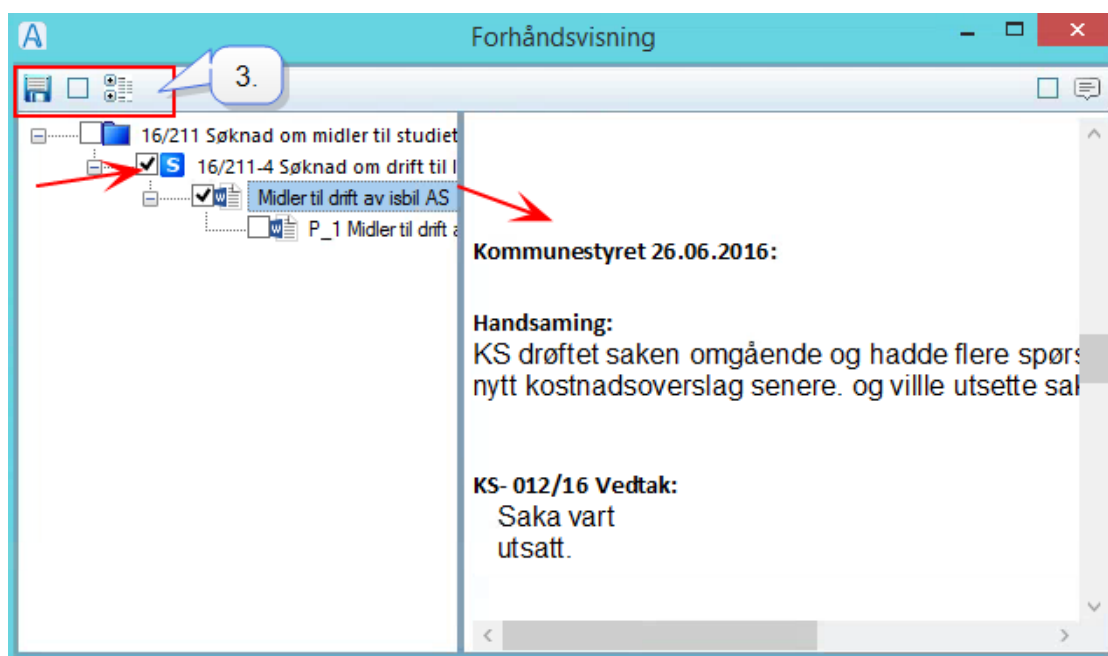 Forhåndsvisning
3.
16/211 Søknad om midler til studiet
16/211-4 Søknad om drift til l
Midler til drift av isbil AS
P_1 Midler til drift a
Kommunestyret 26.06.2016:
Handsaming:
KS drøftet saken omgående og hadde flere spørs
nytt kostnadsoverslag senere. og villle utsette sak
KS- 012/16 Vedtak:
Saka vart
utsatt.